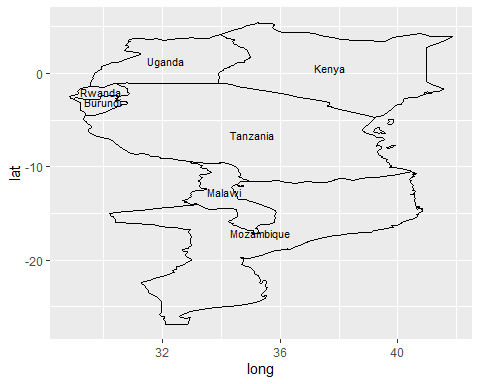 Uganda
Kenya
0
Rwanda
Burundi
Tanzania
-10
lat
Malawi
Mozambique
-20
32
36
40
long